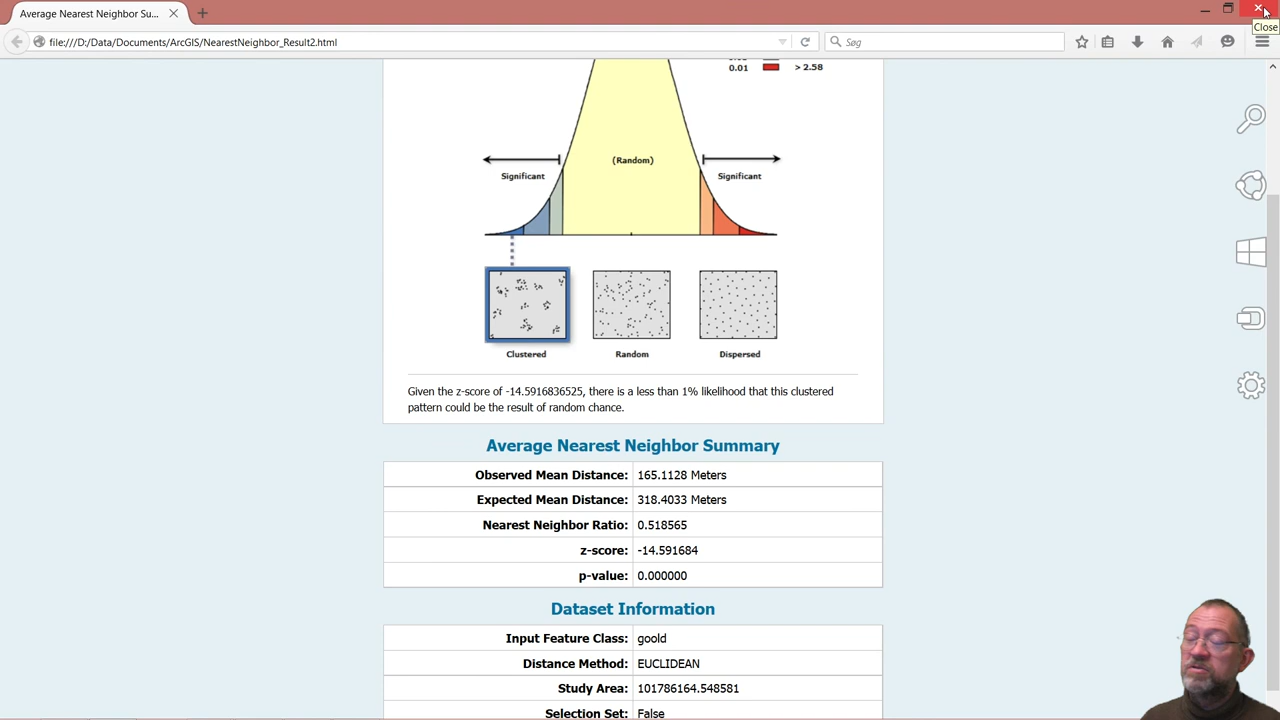 Average Nearest Neighbor Su...
Close
file:///D:/Data/Documents/ArcGIS/NearestNeighbor_Result2.html
Søg
0.01 > 2.58
(Random)
Significant
Significant
Clustered
Random
Dispersed
Given the z-score of -14.5916836525, there is a less than 1% likelihood that this clustered
pattern could be the result of random chance.
Average Nearest Neighbor Summary
Observed Mean Distance: 165.1128 Meters
Expected Mean Distance: 318.4033 Meters
Nearest Neighbor Ratio: 0.518565
z-score: -14.591684
p-value: 0.000000
Dataset Information
Input Feature Class: goold
Distance Method: EUCLIDEAN
Study Area: 101786164.548581
Selection Set: False